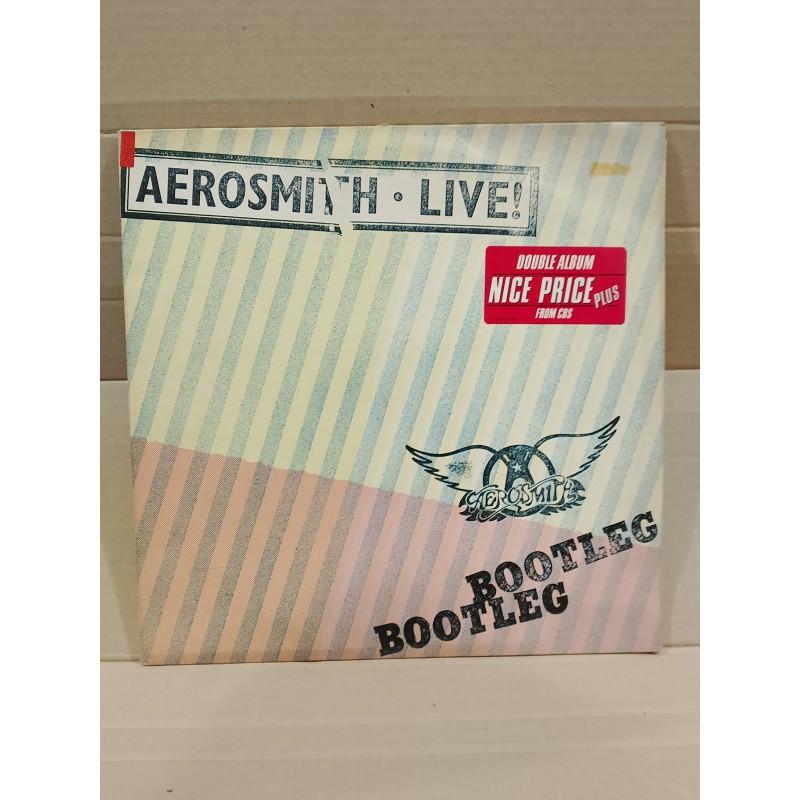 AEROSMITH • LIVE!
DOUBLE ALBUM
NICE PRICE PLUS
FROM CBS
AEROSMITH
BOOTLEG
BOOTLEG